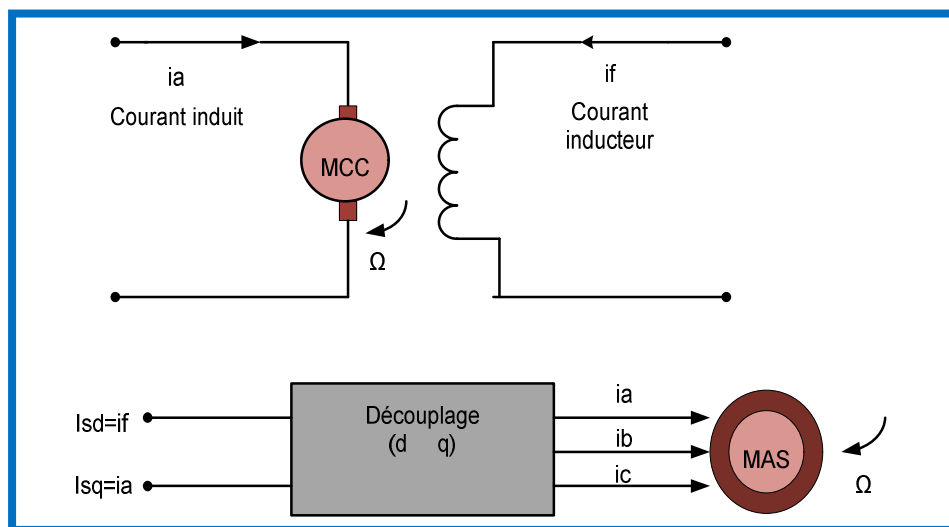 ia
Courant induit
if
Courant
inducteur
MCC
Ω
Isd=if
Isq=ia
Découplage
(d q)
ia
ib
ic
MAS
Ω